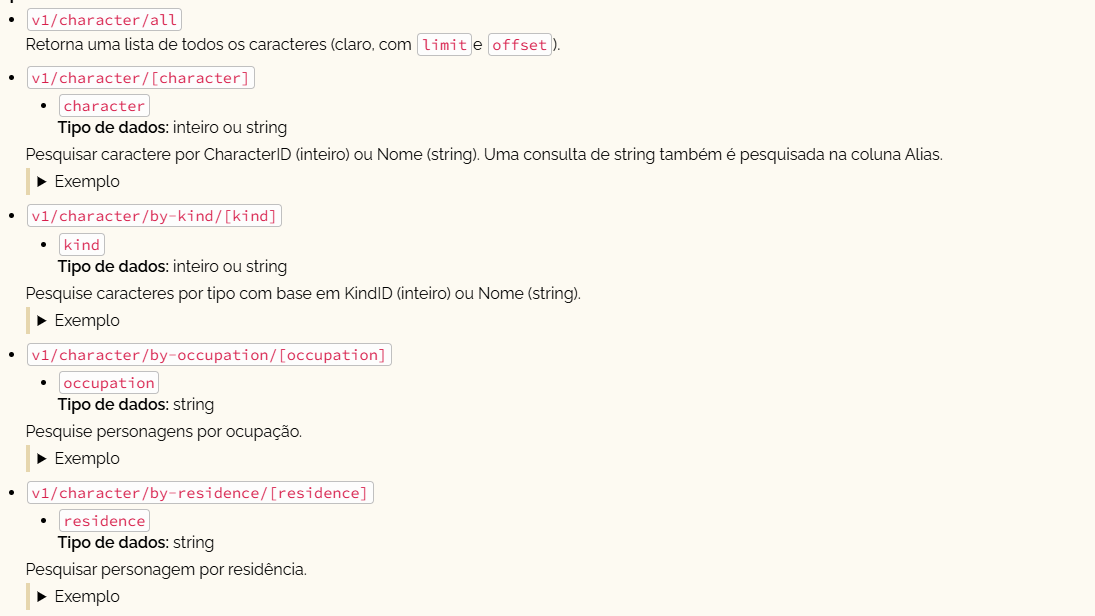 v1/character/all
Retorna uma lista de todos os caracteres (claro, com limit e offset).
v1/character/[character]
character
Tipo de dados: inteiro ou string
Pesquisar caractere por CharacterID (inteiro) ou Nome (string). Uma consulta de string também é pesquisada na coluna Alias.
Exemplo
v1/character/by-kind/[kind]
kind
Tipo de dados: inteiro ou string
Pesquise caracteres por tipo com base em KindID (inteiro) ou Nome (string).
Exemplo
v1/character/by-occupation/[occupation]
occupation
Tipo de dados: string
Pesquise personagens por ocupação.
Exemplo
v1/character/by-residence/[residence]
residence
Tipo de dados: string
Pesquisar personagem por residência.
Exemplo